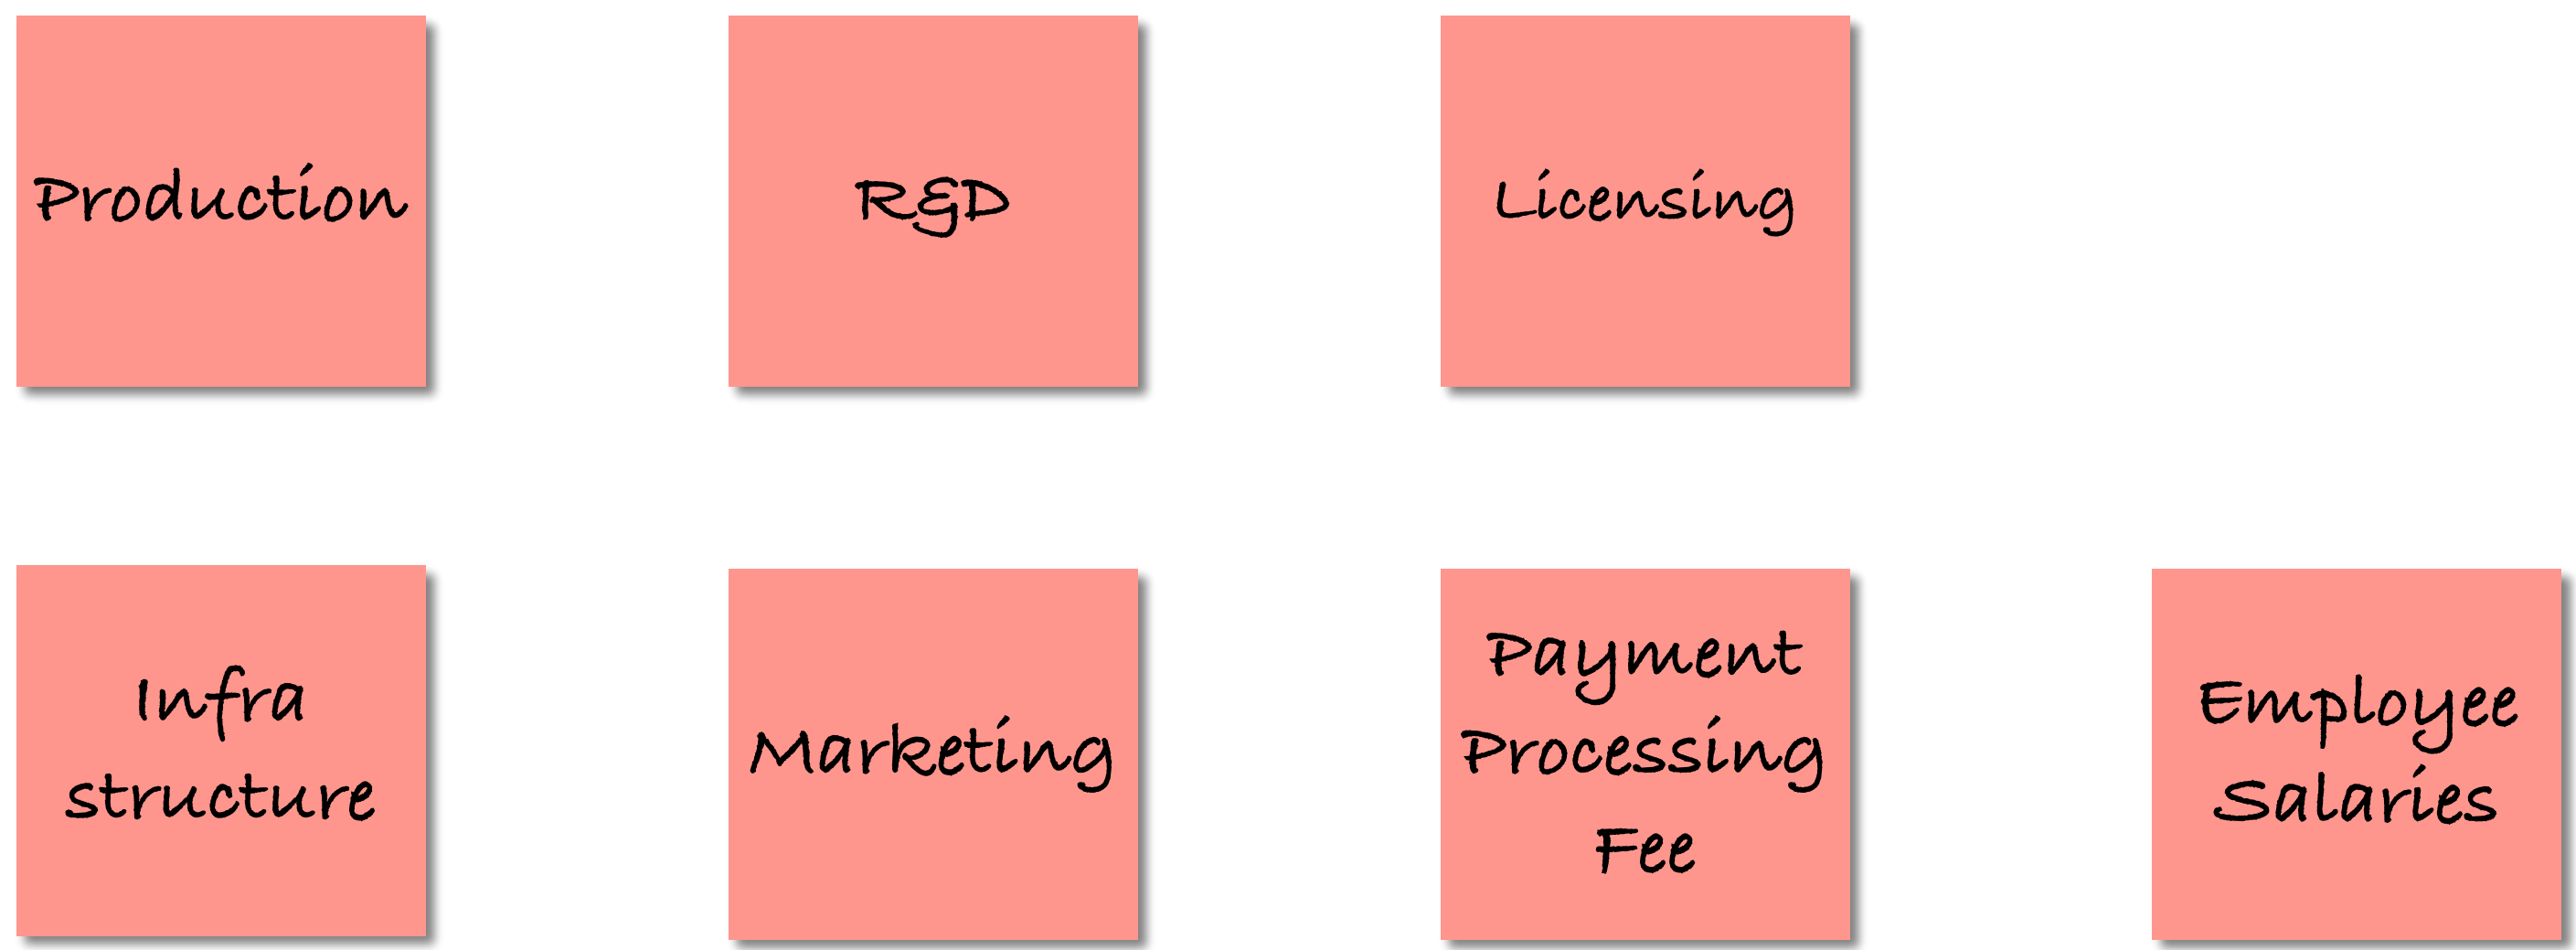 Production
R&D
Licensing
Infra
structure
Marketing
Payment
Processing
Fee
Employee
Salaries